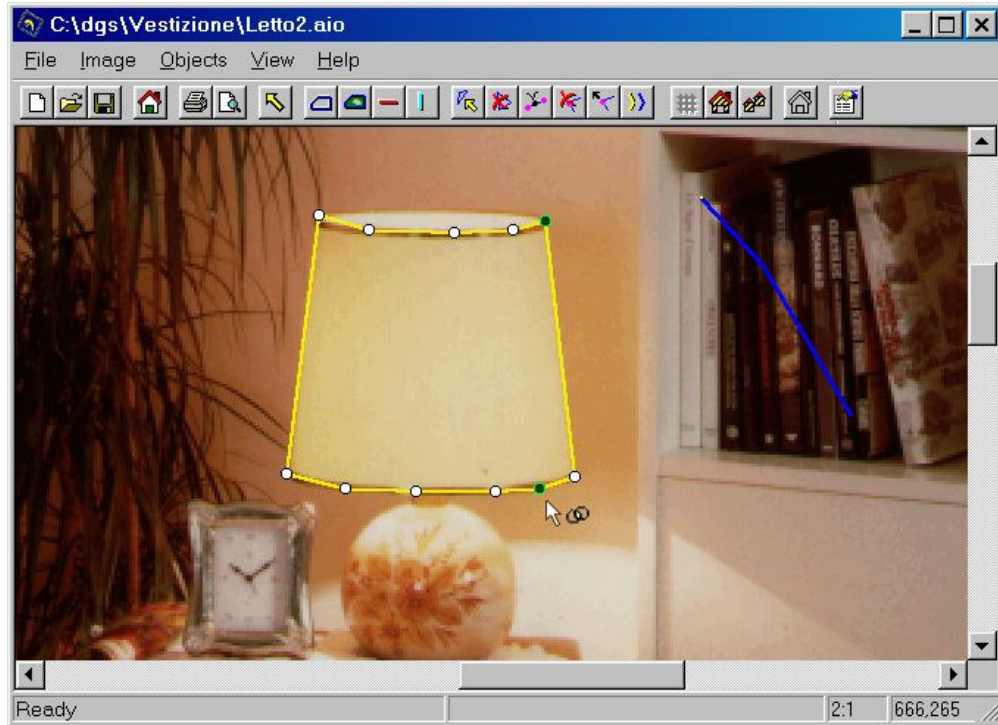 C:\dgs\Vestizione\Letto2.aio
File Image Objects View Help
Ready 2:1 666,265